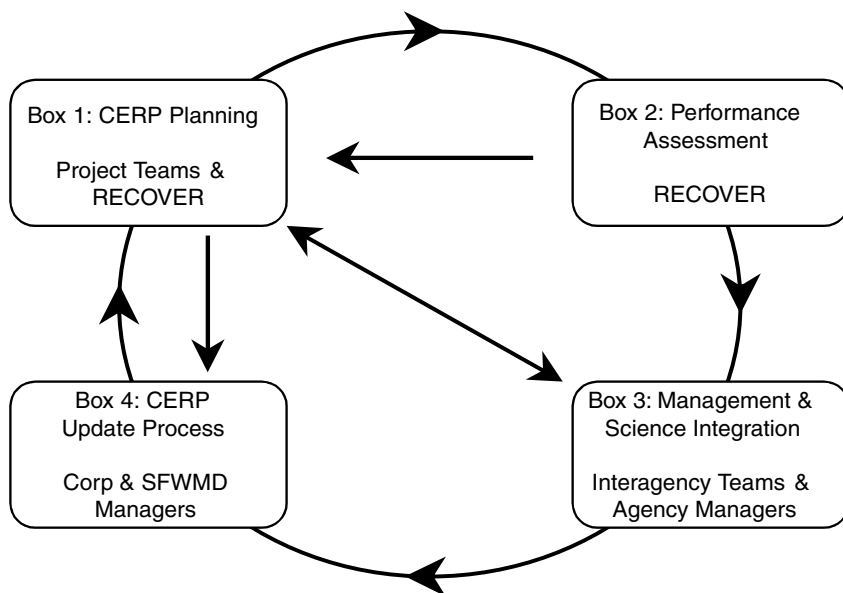 Box 1: CERP Planning
Project Teams &
RECOVER
Box 2: Performance
Assessment
RECOVER
Box 4: CERP
Update Process
Corp & SFWMD
Managers
Box 3: Management &
Science Integration
Interagency Teams &
Agency Managers